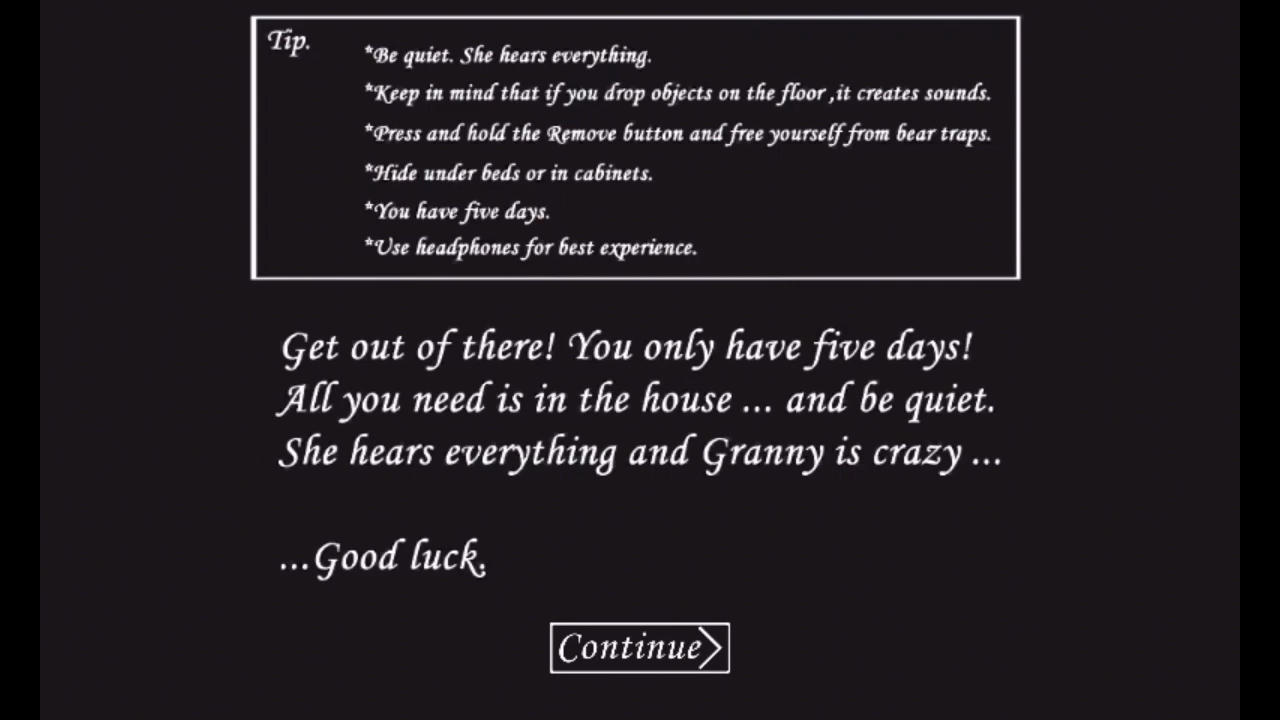 Tip.
*Be quiet. She hears everything.
*Keep in mind that if you drop objects on the floor ,it creates sounds.
*Press and hold the Remove button and free yourself from bear traps.
*Hide under beds or in cabinets.
*You have five days.
*Use headphones for best experience.
Get out of there! You only have five days!
All you need is in the house ... and be quiet.
She hears everything and Granny is crazy ...
...Good luck.
Continue>